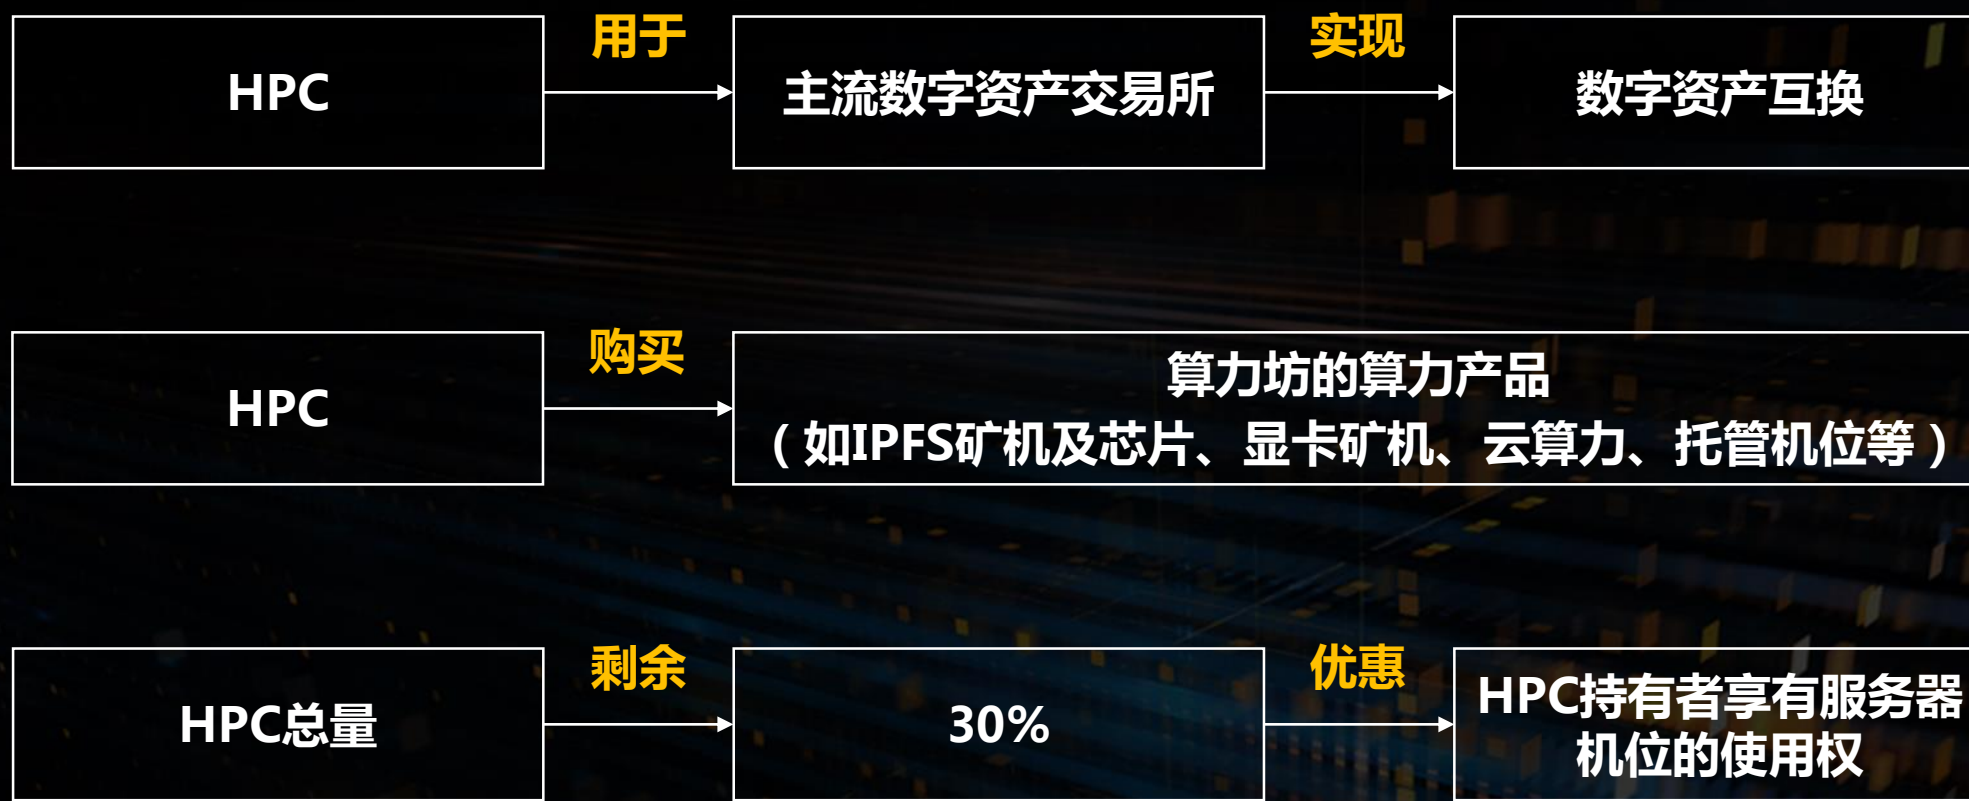 HPC
用于
主流数字资产交易所
实现
数字资产互换
HPC
购买
算力坊的算力产品
（如IPFS矿机及芯片、显卡矿机、云算力、托管机位等）
HPC总量
剩余
30%
优惠
HPC持有者享有服务器
机位的使用权